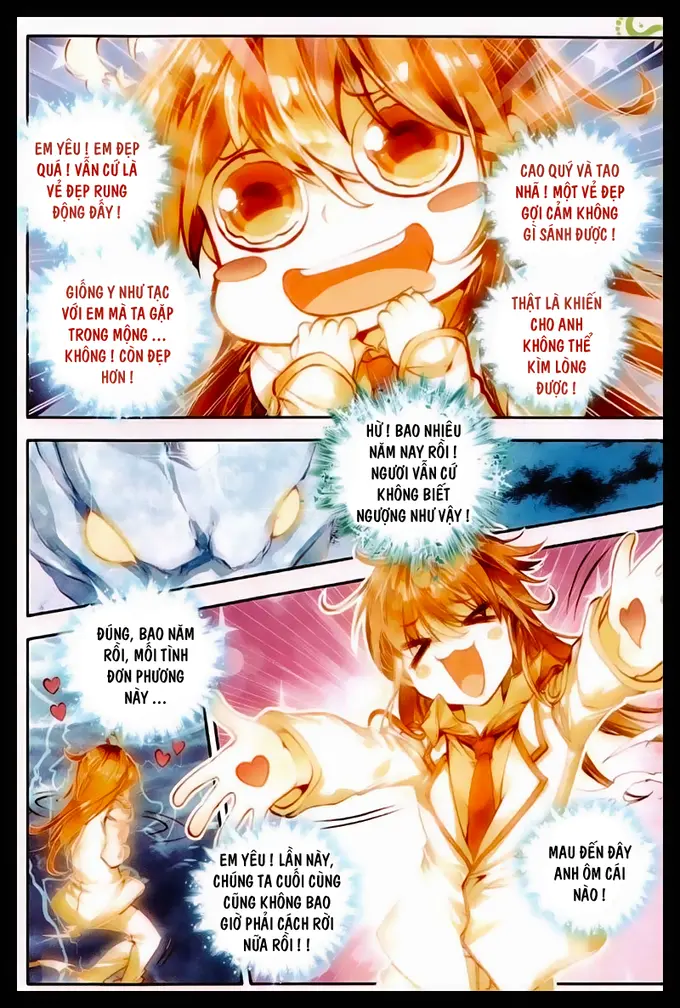 EM YÊU ! EM ĐẸP
QUÁ ! VẪN CỨ LÀ
VẺ ĐẸP RUNG
ĐỘNG ĐẤY !
CAO QUÝ VÀ TAO
NHÃ ! MỘT VẺ ĐẸP
GỢI CẢM KHÔNG
GÌ SÁNH ĐƯỢC !
GIỐNG Y NHƯ TẠC
VỚI EM MÀ TA GẶP
TRONG MỘNG ...
KHÔNG ! CÒN ĐẸP
HƠN !
THẬT LÀ KHIẾN
CHO ANH
KHÔNG THỂ
KÌM LÒNG
ĐƯỢC !
HỪ ! BAO NHIÊU
NĂM NAY RỒI !
NGƯƠI VẪN CỨ
KHÔNG BIẾT
NGƯỢNG NHƯ VẬY !
ĐÚNG, BAO NĂM
RỒI, MỐI TÌNH
ĐƠN PHƯƠNG
NÀY ...
EM YÊU ! LẦN NÀY,
CHÚNG TA CUỐI CÙNG
CŨNG KHÔNG BAO
GIỜ PHẢI CÁCH RỜI
NỮA RỒI ! !
MAU ĐẾN ĐÂY
ANH ÔM CÁI
NÀO !